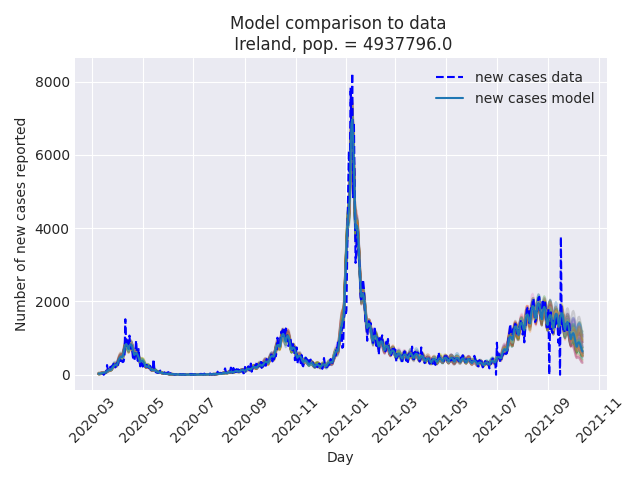 Model comparison to data
Ireland, pop. = 4937796.0
new cases data
new cases model
Number of new cases reported
8000
6000
4000
2000
0
2020-03
2020-05
2020-07
2020-09
2020-11
2021-01
2021-03
2021-05
2021-07
2021-09
2021-11
Day